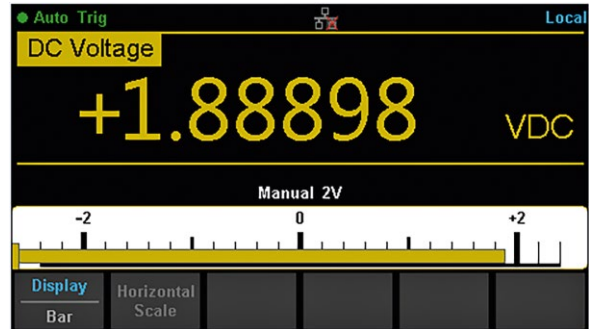 Auto Trig Local
DC Voltage
+1.88898 VDC
Manual 2V
-2 0 +2
Display Horizontal
Bar Scale